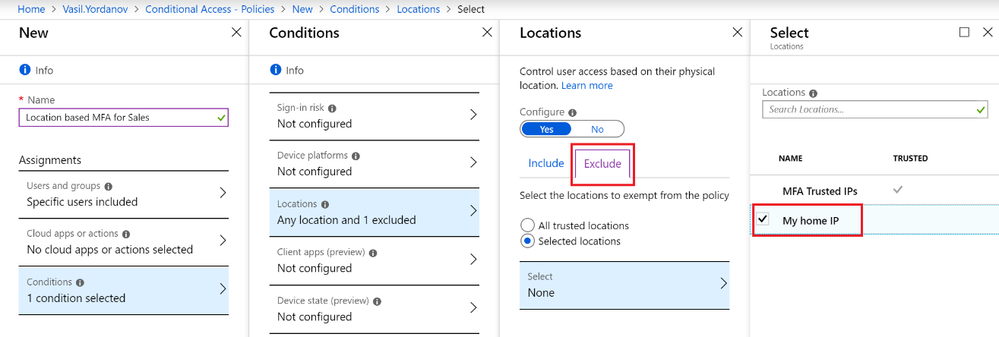 Home > Vasil.Yordanov > Conditional Access - Policies > New > Conditions > Locations > Select
New
Info
* Name
Location based MFA for Sales
Assignments
Users and groups
Specific users included
Cloud apps or actions
No cloud apps or actions selected
Conditions
1 condition selected
Conditions
Info
Sign-in risk
Not configured
Device platforms
Not configured
Locations
Any location and 1 excluded
Client apps (preview)
Not configured
Device state (preview)
Not configured
Locations
Control user access based on their physical
location. Learn more
Configure
Yes No
Include Exclude
Select the locations to exempt from the policy
All trusted locations
Selected locations
Select
None
Select
Locations
Locations
Search Locations...
NAME TRUSTED
MFA Trusted IPs
My home IP